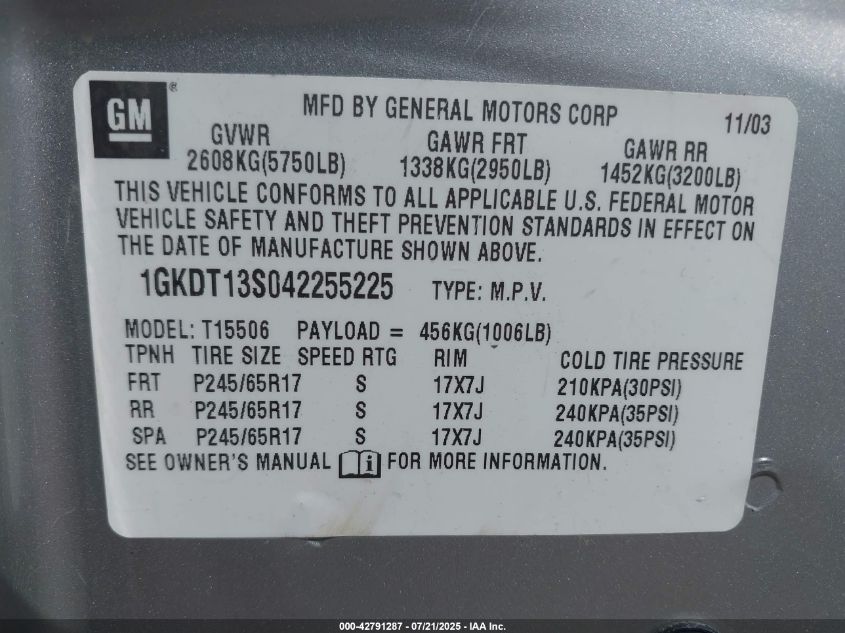 GM®
MFD BY GENERAL MOTORS CORP 11/03
GVWR GAWR FRT GAWR RR
2608KG(5750LB) 1338KG(2950LB) 1452KG(3200LB)
THIS VEHICLE CONFORMS TO ALL APPLICABLE U.S. FEDERAL MOTOR
VEHICLE SAFETY AND THEFT PREVENTION STANDARDS IN EFFECT ON
THE DATE OF MANUFACTURE SHOWN ABOVE.
1GKDT13S042255225 TYPE: M.P.V.
MODEL: T15506 PAYLOAD = 456KG(1006LB)
TPNH TIRE SIZE SPEED RTG RIM COLD TIRE PRESSURE
FRT P245/65R17 S 17X7J 210KPA(30PSI)
RR P245/65R17 S 17X7J 240KPA(35PSI)
SPA P245/65R17 S 17X7J 240KPA(35PSI)
SEE OWNER'S MANUAL i FOR MORE INFORMATION.
000-42791287 - 07/21/2025 - IAA Inc.